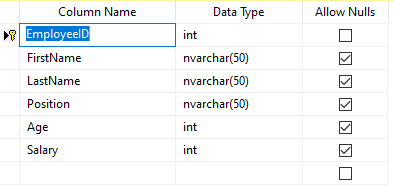 Column Name Data Type Allow Nulls
EmployeeID int
FirstName nvarchar(50)
LastName nvarchar(50)
Position nvarchar(50)
Age int
Salary int